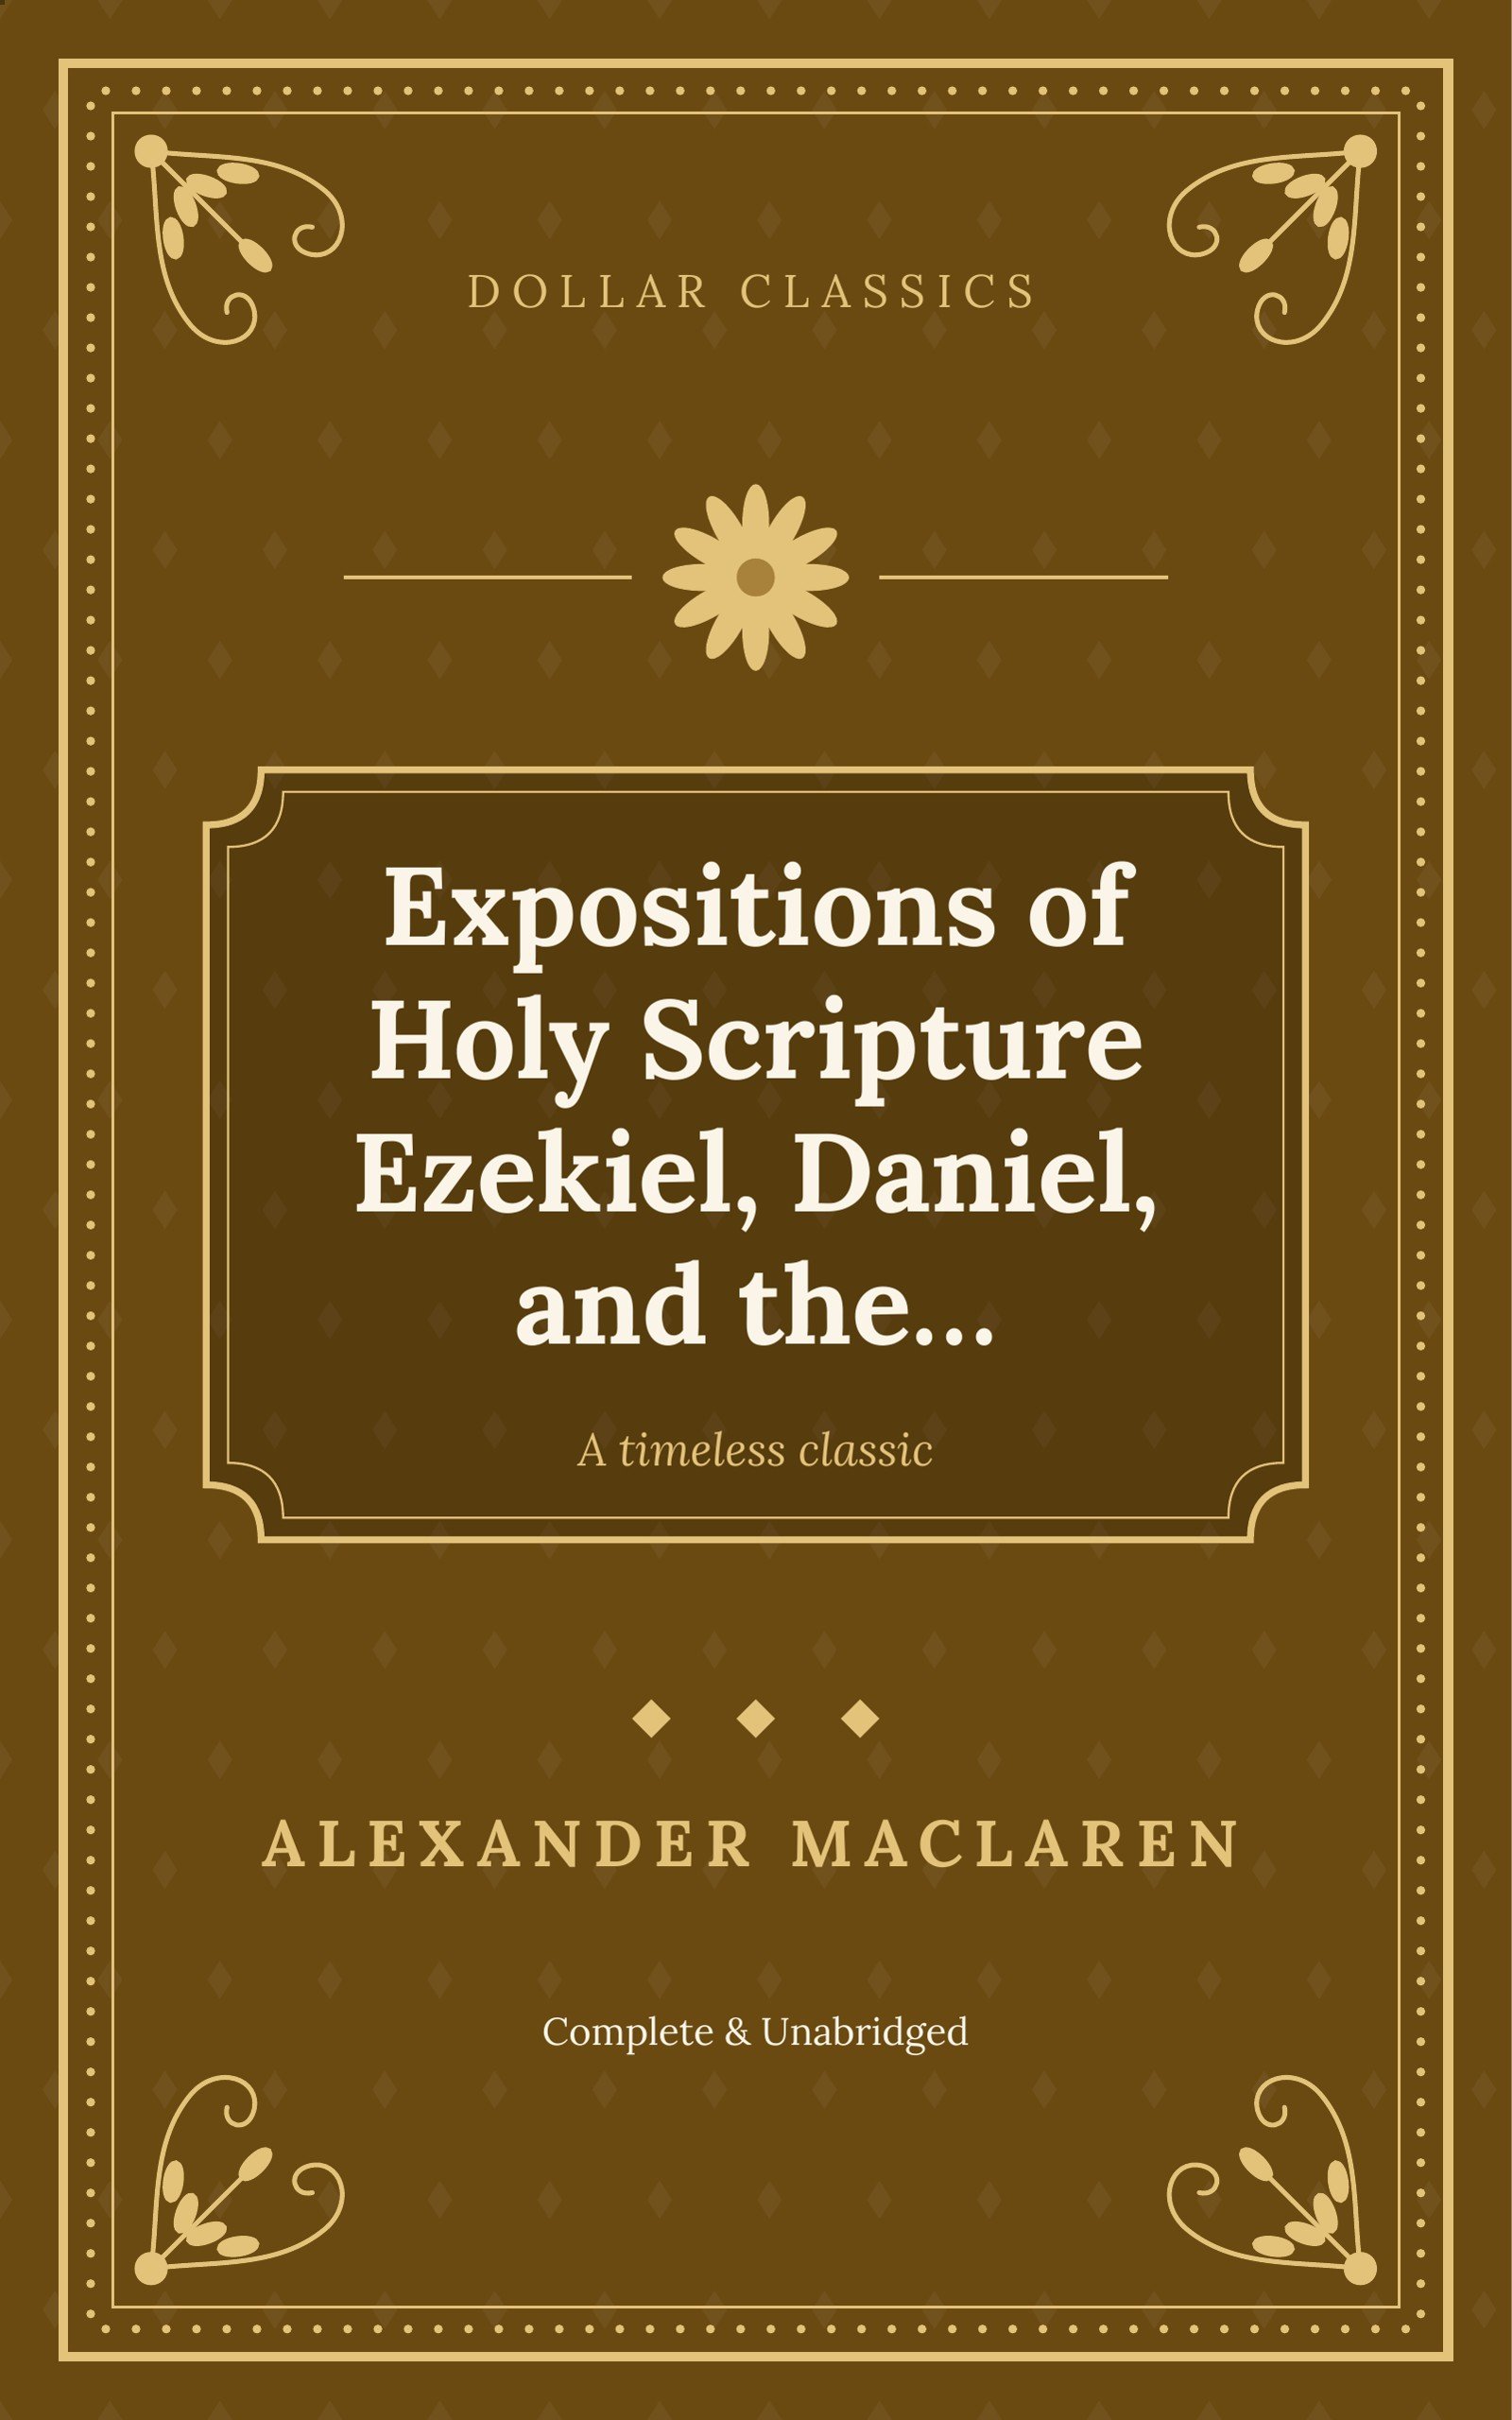 DOLLAR CLASSICS
Expositions of
Holy Scripture
Ezekiel, Daniel,
and the...
A timeless classic
ALEXANDER MACLAREN
Complete & Unabridged